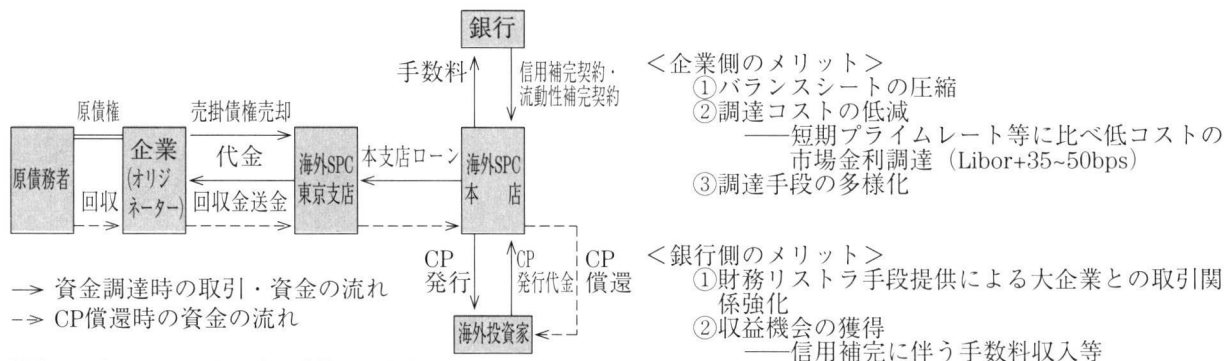 銀行
手数料
信用補完契約・
流動性補完契約
原債権
売掛債権売却
原債務者
企業
(オリジ
ネーター)
代金
海外SPC
東京支店
本支店ローン
海外SPC
本 店
回収
回収金送金
CP
発行
CP
発行代金
CP
償還
→ 資金調達時の取引・資金の流れ
-→ CP償還時の資金の流れ
海外投資家
＜企業側のメリット＞
①バランスシートの圧縮
②調達コストの低減
――短期プライムレート等に比べ低コストの
市場金利調達（Libor+35~50bps）
③調達手段の多様化
＜銀行側のメリット＞
①財務リストラ手段提供による大企業との取引関
係強化
②収益機会の獲得
――信用補完に伴う手数料収入等